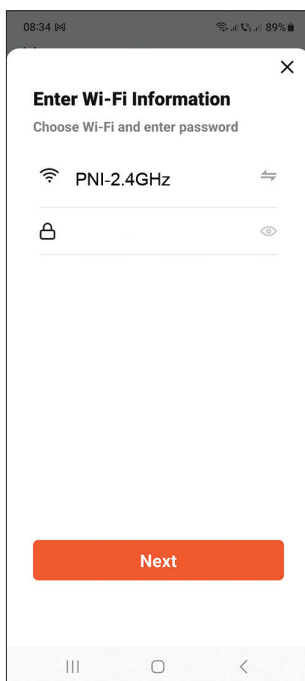 08:34
89%
Enter Wi-Fi Information
Choose Wi-Fi and enter password
PNI-2.4GHz
Next